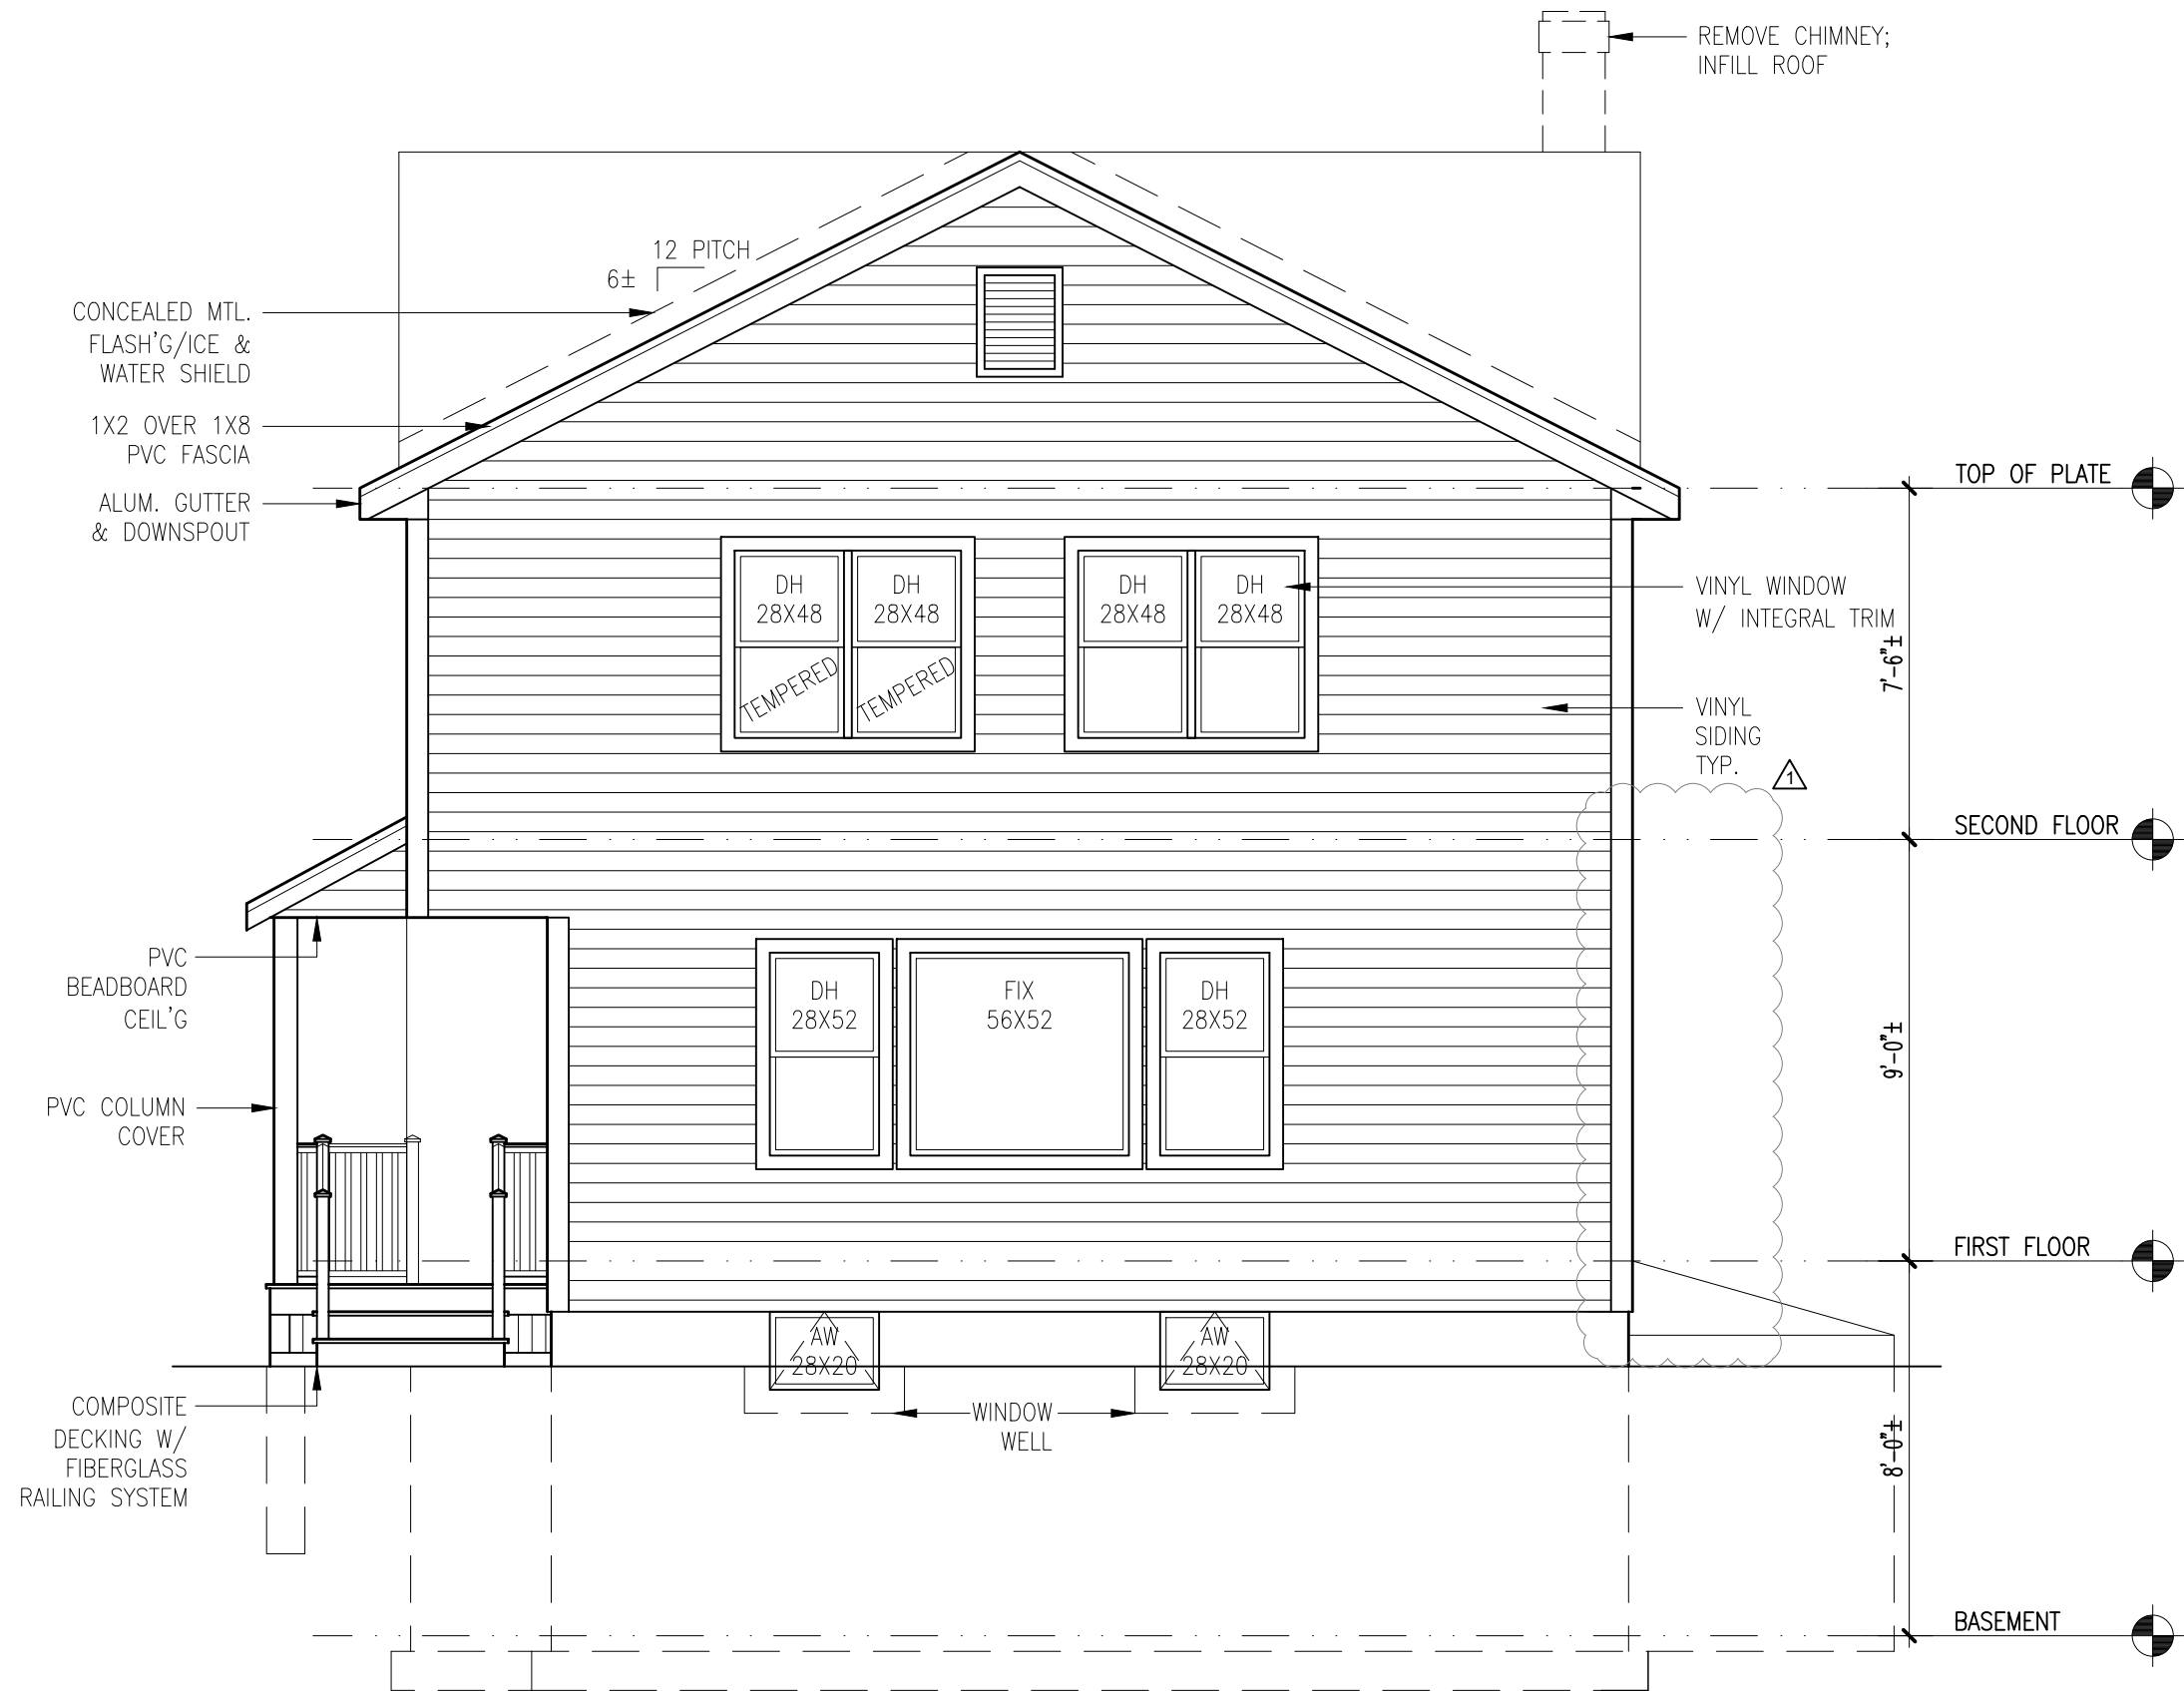 REMOVE CHIMNEY;
INFILL ROOF
12 PITCH
6±
CONCEALED MTL.
FLASH'G/ICE &
WATER SHIELD
1X2 OVER 1X8
PVC FASCIA
ALUM. GUTTER
& DOWNSPOUT
TOP OF PLATE
DH
28X48
DH
28X48
DH
28X48
DH
28X48
TEMPERED
TEMPERED
VINYL WINDOW
W/ INTEGRAL TRIM
7'-6"±
VINYL
SIDING
TYP.
1
SECOND FLOOR
PVC
BEADBOARD
CEIL'G
DH
28X52
FIX
56X52
DH
28X52
9'-0"±
PVC COLUMN
COVER
FIRST FLOOR
AW
28X20
AW
28X20
WINDOW
WELL
COMPOSITE
DECKING W/
FIBERGLASS
RAILING SYSTEM
8'-0"±
BASEMENT